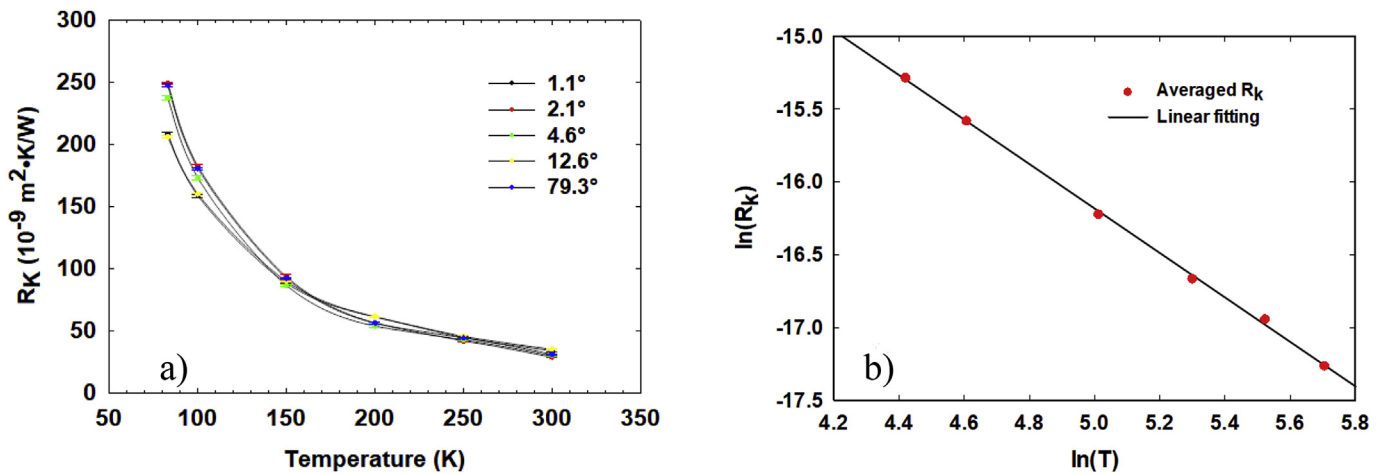 300
250
200
150
100
50
0
R_K (10^-9 m^2•K/W)
1.1°
2.1°
4.6°
12.6°
79.3°
a)
50 100 150 200 250 300 350
Temperature (K)
-15.0
-15.5
-16.0
-16.5
-17.0
-17.5
ln(R_k)
Averaged R_k
Linear fitting
b)
4.2 4.4 4.6 4.8 5.0 5.2 5.4 5.6 5.8
ln(T)